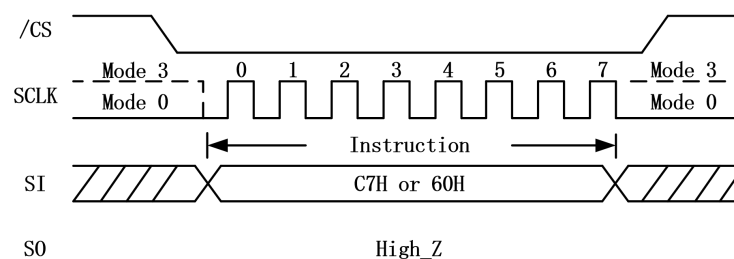 /CS
Mode 3 0 1 2 3 4 5 6 7 Mode 3
SCLK
Mode 0 Mode 0
Instruction
SI C7H or 60H
SO High_Z